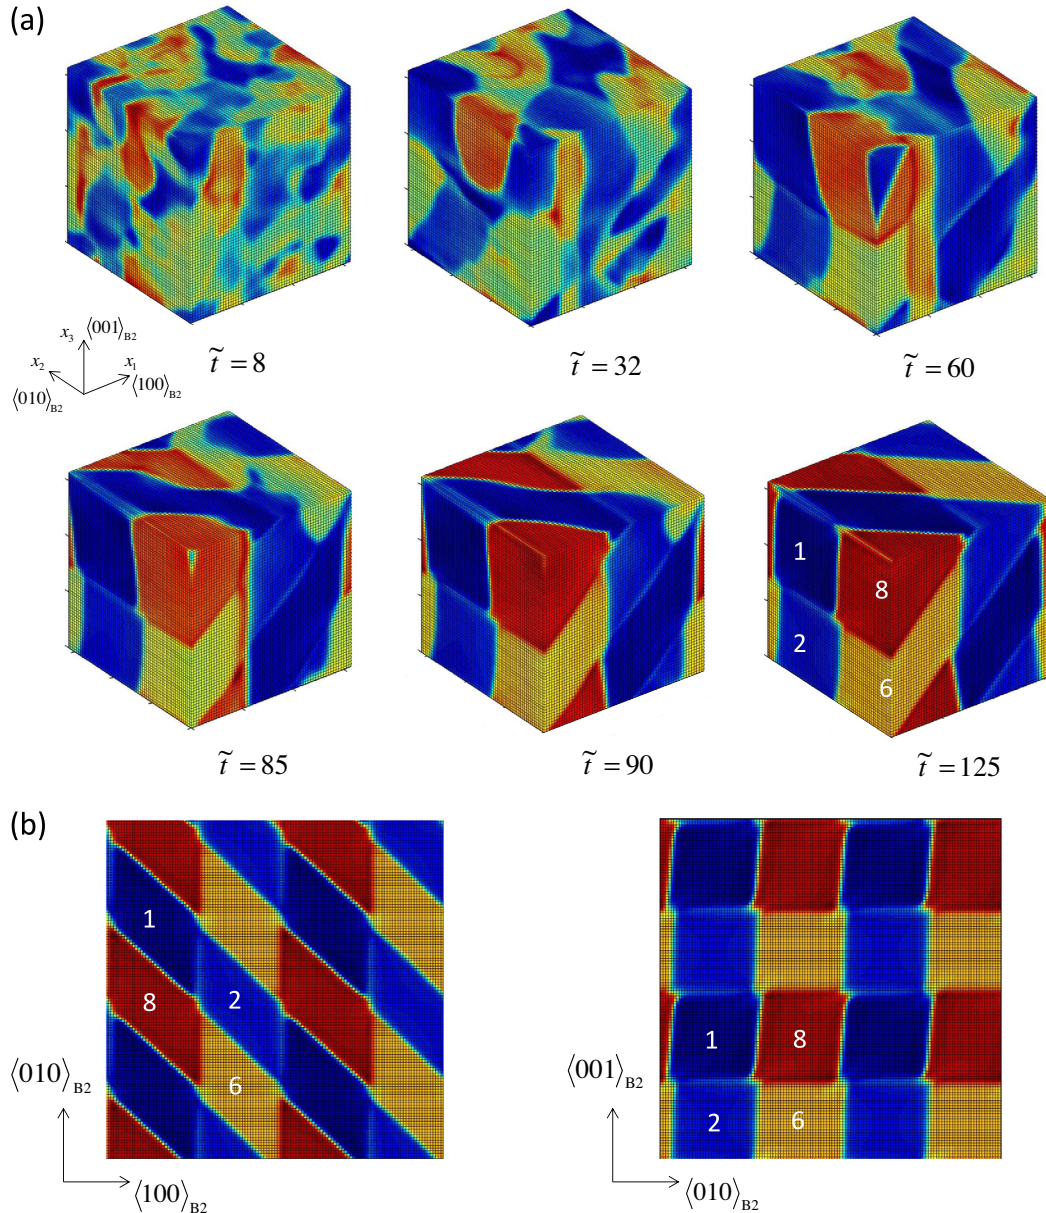 (a)
x₃ ⟨001⟩B2
x₂ x₁
⟨010⟩B2 ⟨100⟩B2
t̃ = 8
t̃ = 32
t̃ = 60
1
8
2
6
t̃ = 85
t̃ = 90
t̃ = 125
(b)
1
8
2
6
⟨010⟩B2
⟨100⟩B2
1
8
2
6
⟨001⟩B2
⟨010⟩B2